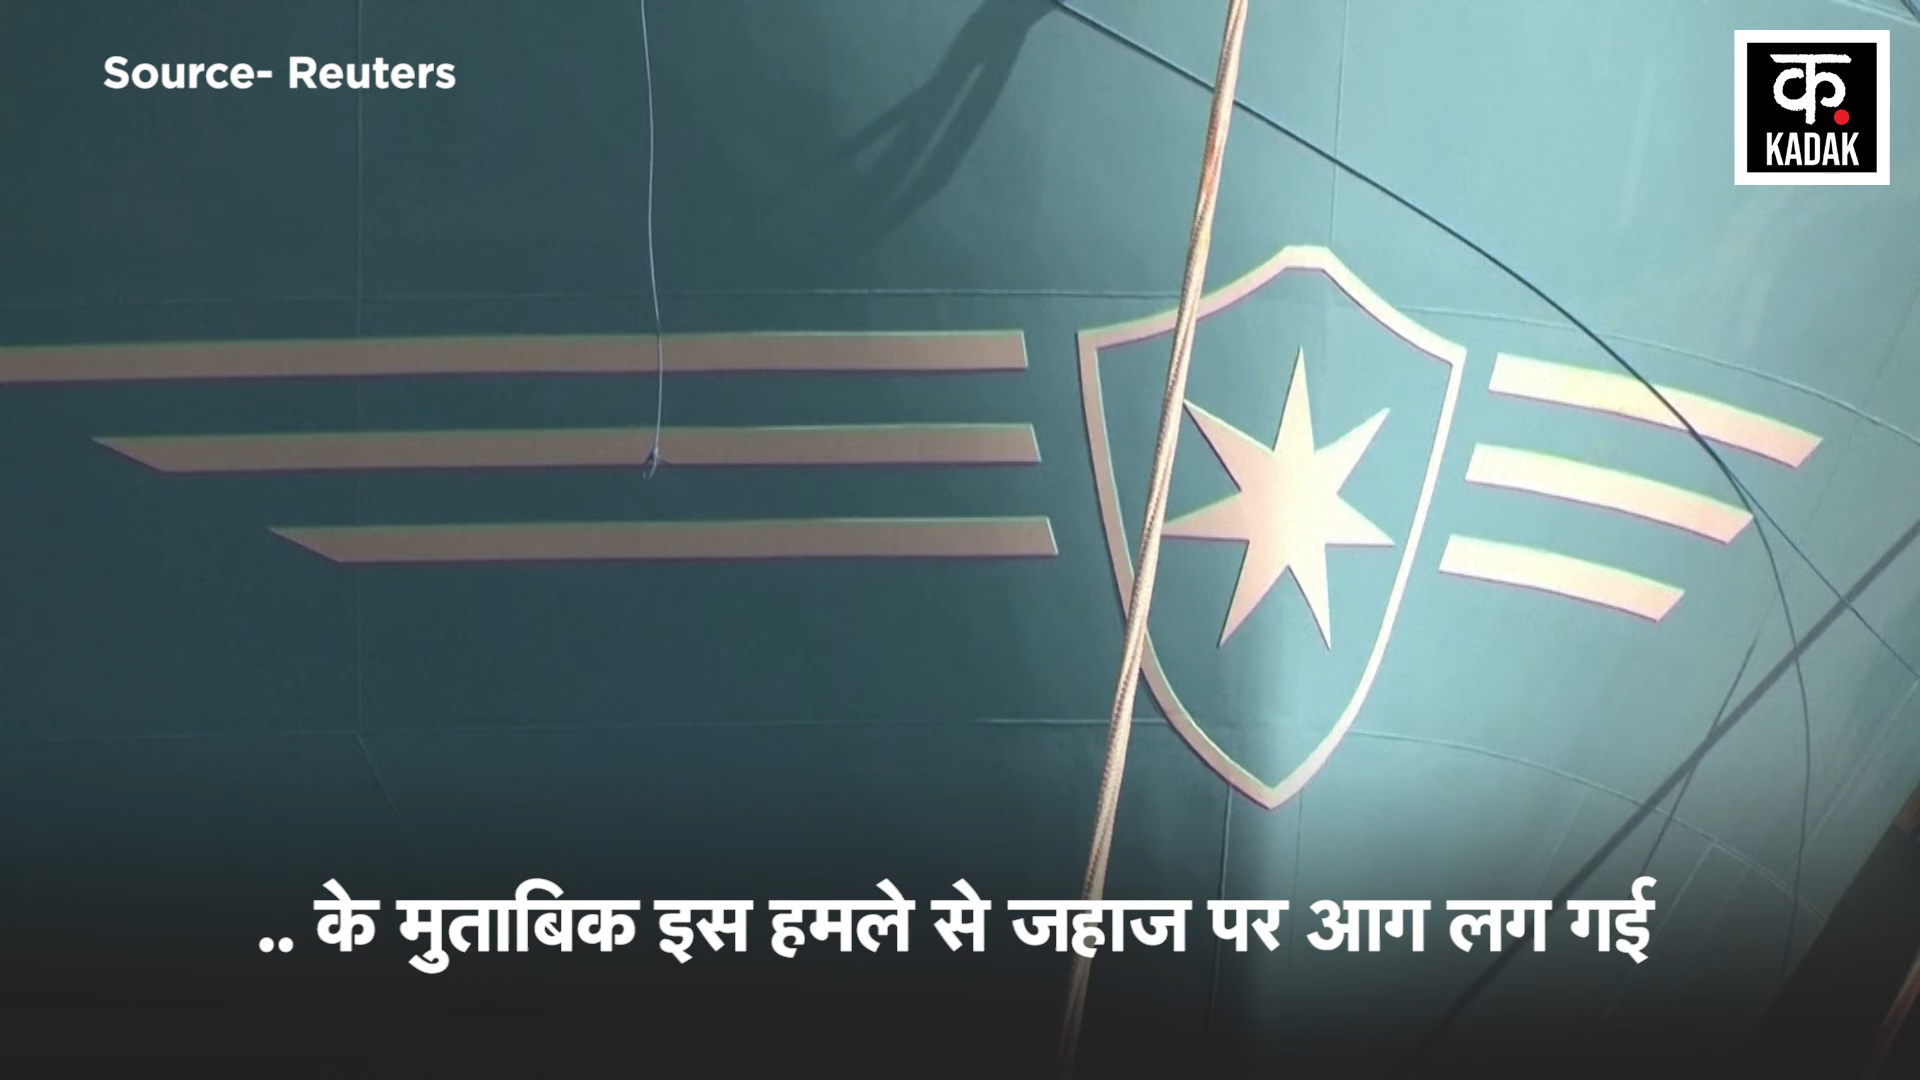 Source- Reuters
क.
KADAK
.. के मुताबिक इस हमले से जहाज पर आग लग गई